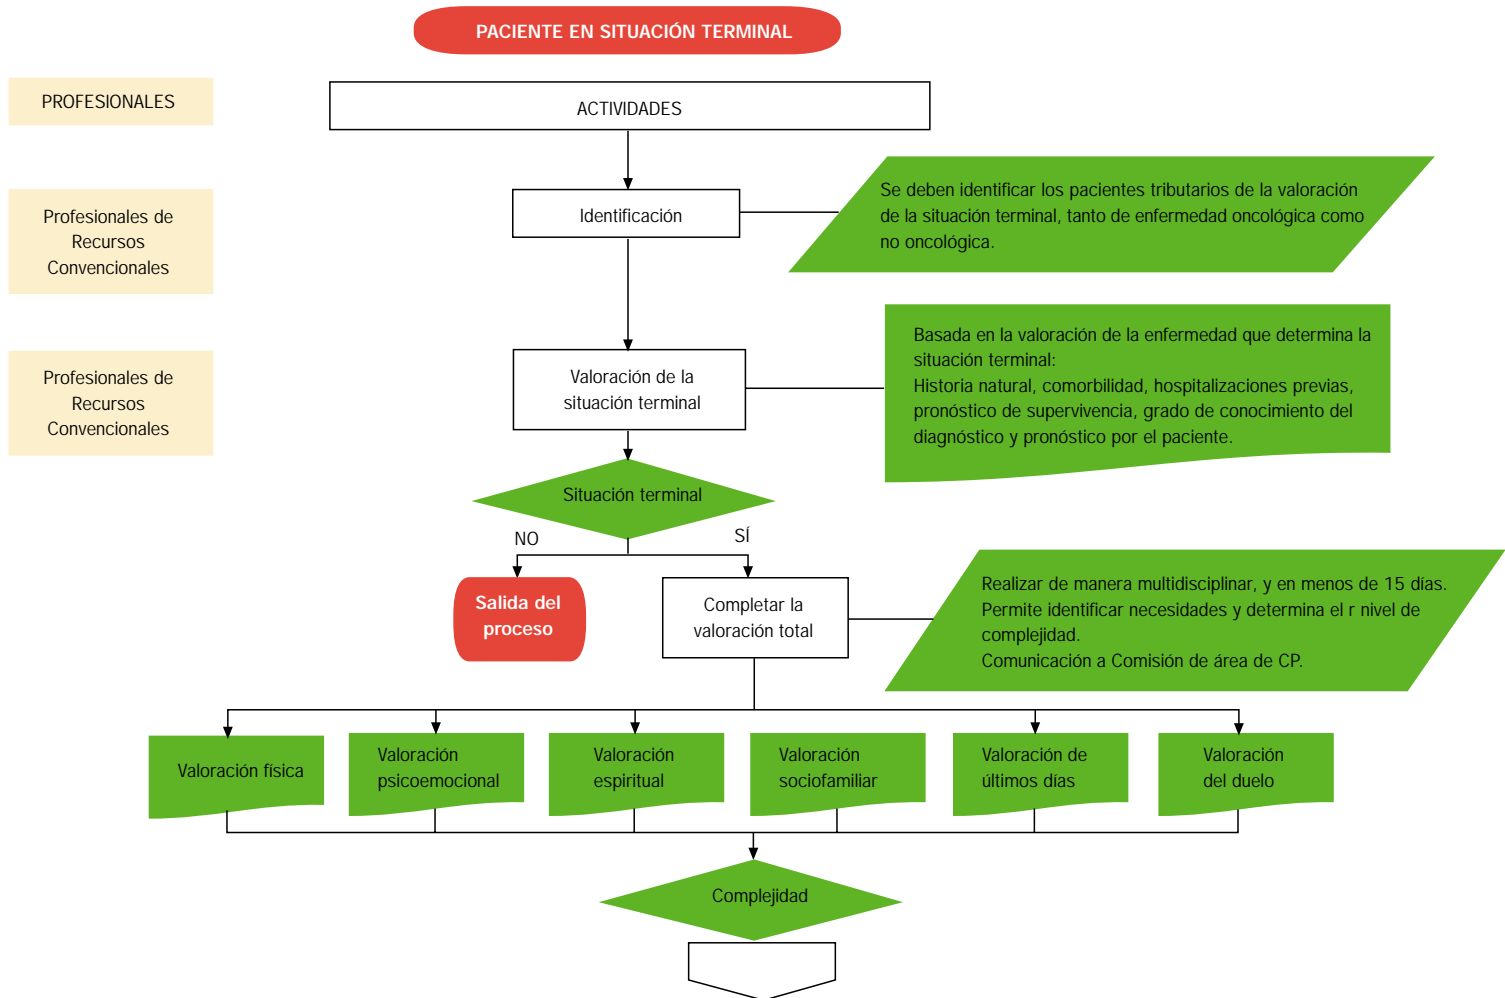 PACIENTE EN SITUACIÓN TERMINAL
PROFESIONALES
ACTIVIDADES
Profesionales de
Recursos
Convencionales
Identificación
Se deben identificar los pacientes tributarios de la valoración
de la situación terminal, tanto de enfermedad oncológica como
no oncológica.
Profesionales de
Recursos
Convencionales
Valoración de la
situación terminal
Basada en la valoración de la enfermedad que determina la
situación terminal:
Historia natural, comorbilidad, hospitalizaciones previas,
pronóstico de supervivencia, grado de conocimiento del
diagnóstico y pronóstico por el paciente.
Situación terminal
NO
SÍ
Salida del
proceso
Completar la
valoración total
Realizar de manera multidisciplinar, y en menos de 15 días.
Permite identificar necesidades y determina el r nivel de
complejidad.
Comunicación a Comisión de área de CP.
Valoración física
Valoración
psicoemocional
Valoración
espiritual
Valoración
sociofamiliar
Valoración de
últimos días
Valoración
del duelo
Complejidad